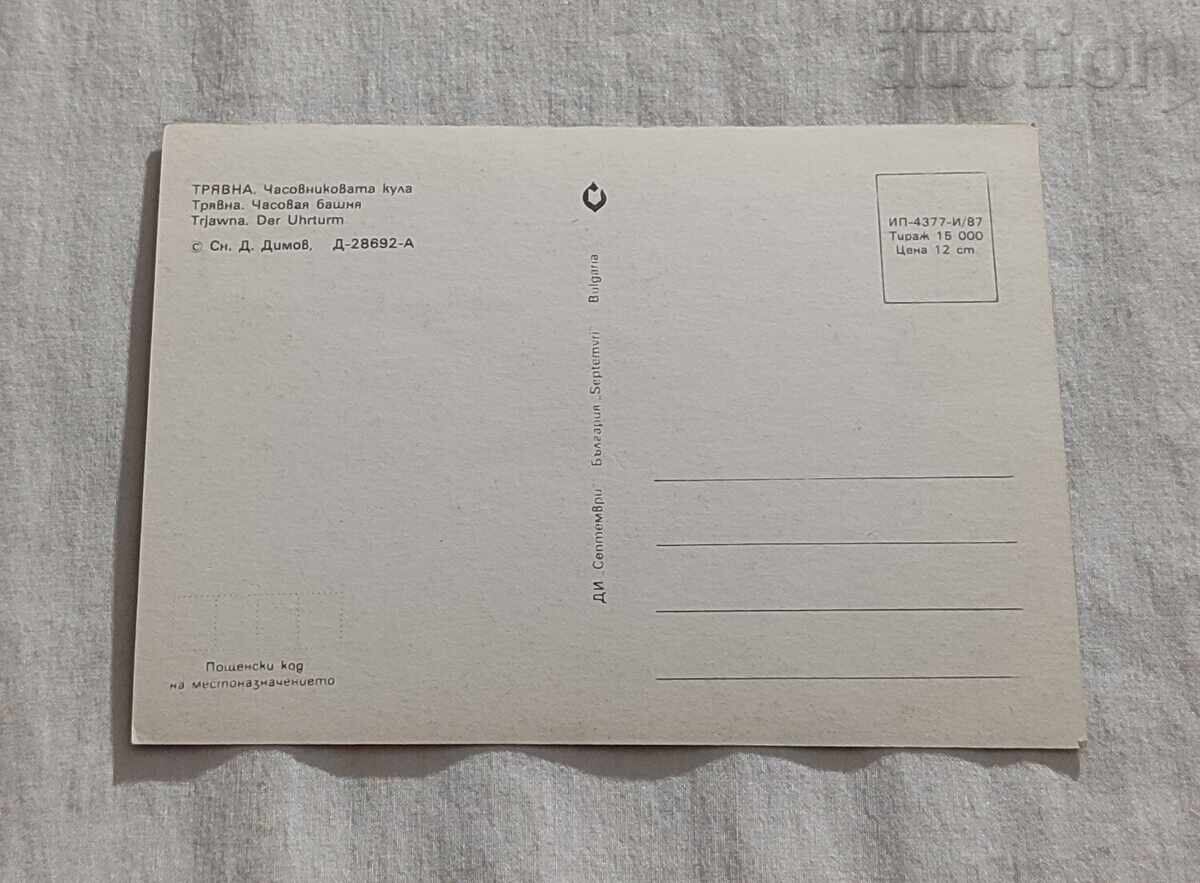 ТРЯВНА. Часовниковата кула
Трявна. Часовая башня
Trjawna. Der Uhrturm
© Сн. Д. Димов, Д-28692-А
ДИ „Септември" България „Septemvri" Bulgaria
ИП-4377-И/87
Тираж 15 000
Цена 12 ст.
Пощенски код
на местоназначението
auction